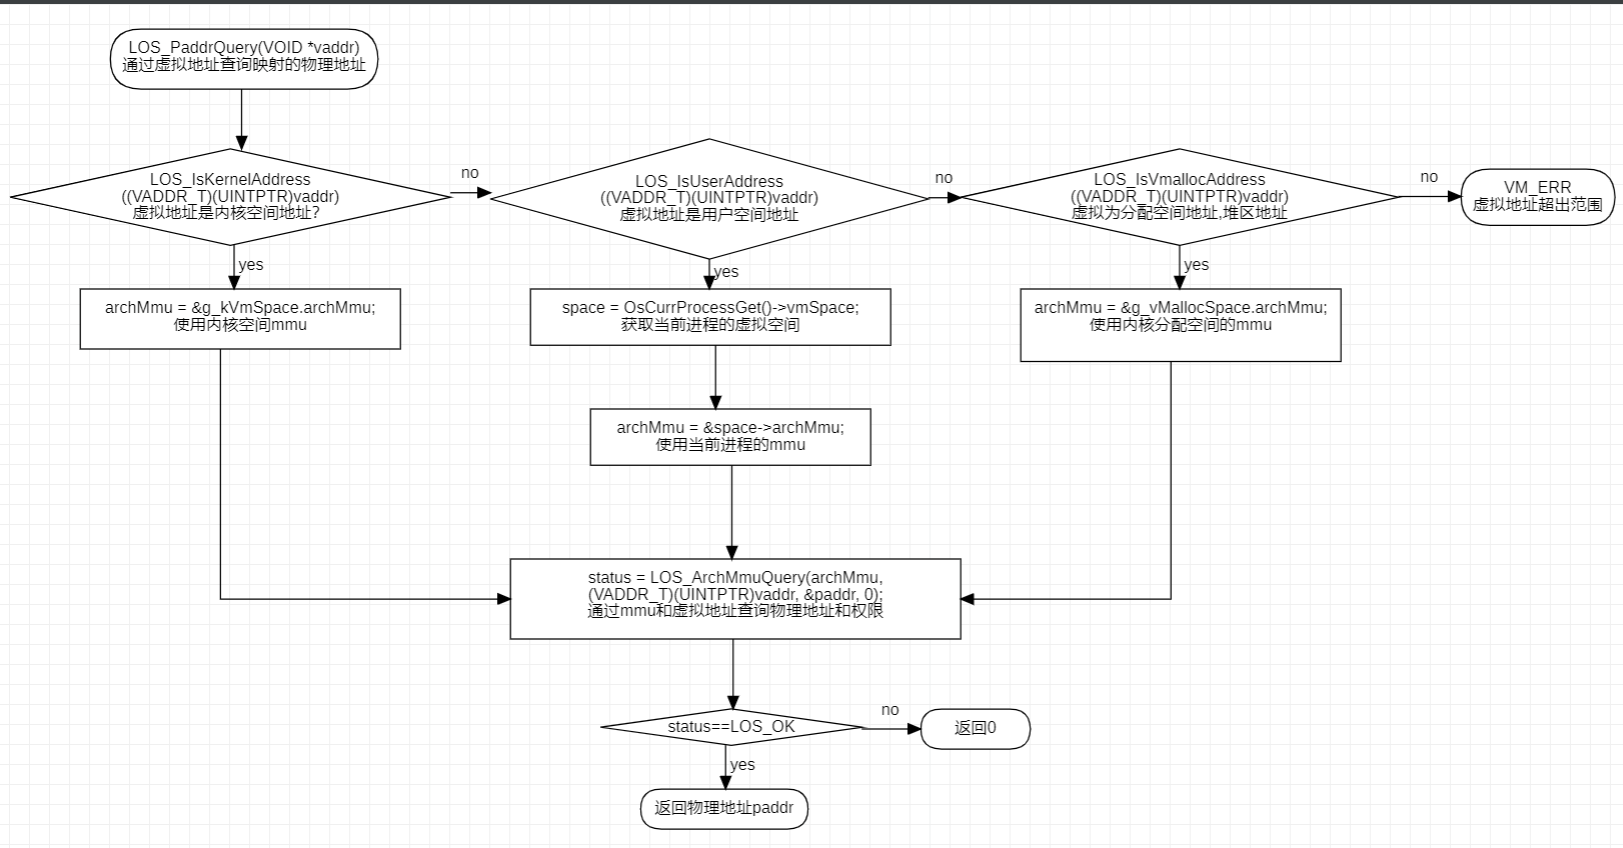 LOS_PaddrQuery(VOID *vaddr)
通过虚拟地址查询映射的物理地址
LOS_IsKernelAddress
((VADDR_T)(UINTPTR)vaddr)
虚拟地址是内核空间地址?
no
LOS_IsUserAddress
((VADDR_T)(UINTPTR)vaddr)
虚拟地址是用户空间地址
no
LOS_IsVmallocAddress
((VADDR_T)(UINTPTR)vaddr)
虚拟为分配空间地址,堆区地址
no
VM_ERR
虚拟地址超出范围
yes
yes
yes
archMmu = &g_kVmSpace.archMmu;
使用内核空间mmu
space = OsCurrProcessGet()->vmSpace;
获取当前进程的虚拟空间
archMmu = &g_vMallocSpace.archMmu;
使用内核分配空间的mmu
archMmu = &space->archMmu;
使用当前进程的mmu
status = LOS_ArchMmuQuery(archMmu,
(VADDR_T)(UINTPTR)vaddr, &paddr, 0);
通过mmu和虚拟地址查询物理地址和权限
status==LOS_OK
no
返回0
yes
返回物理地址paddr